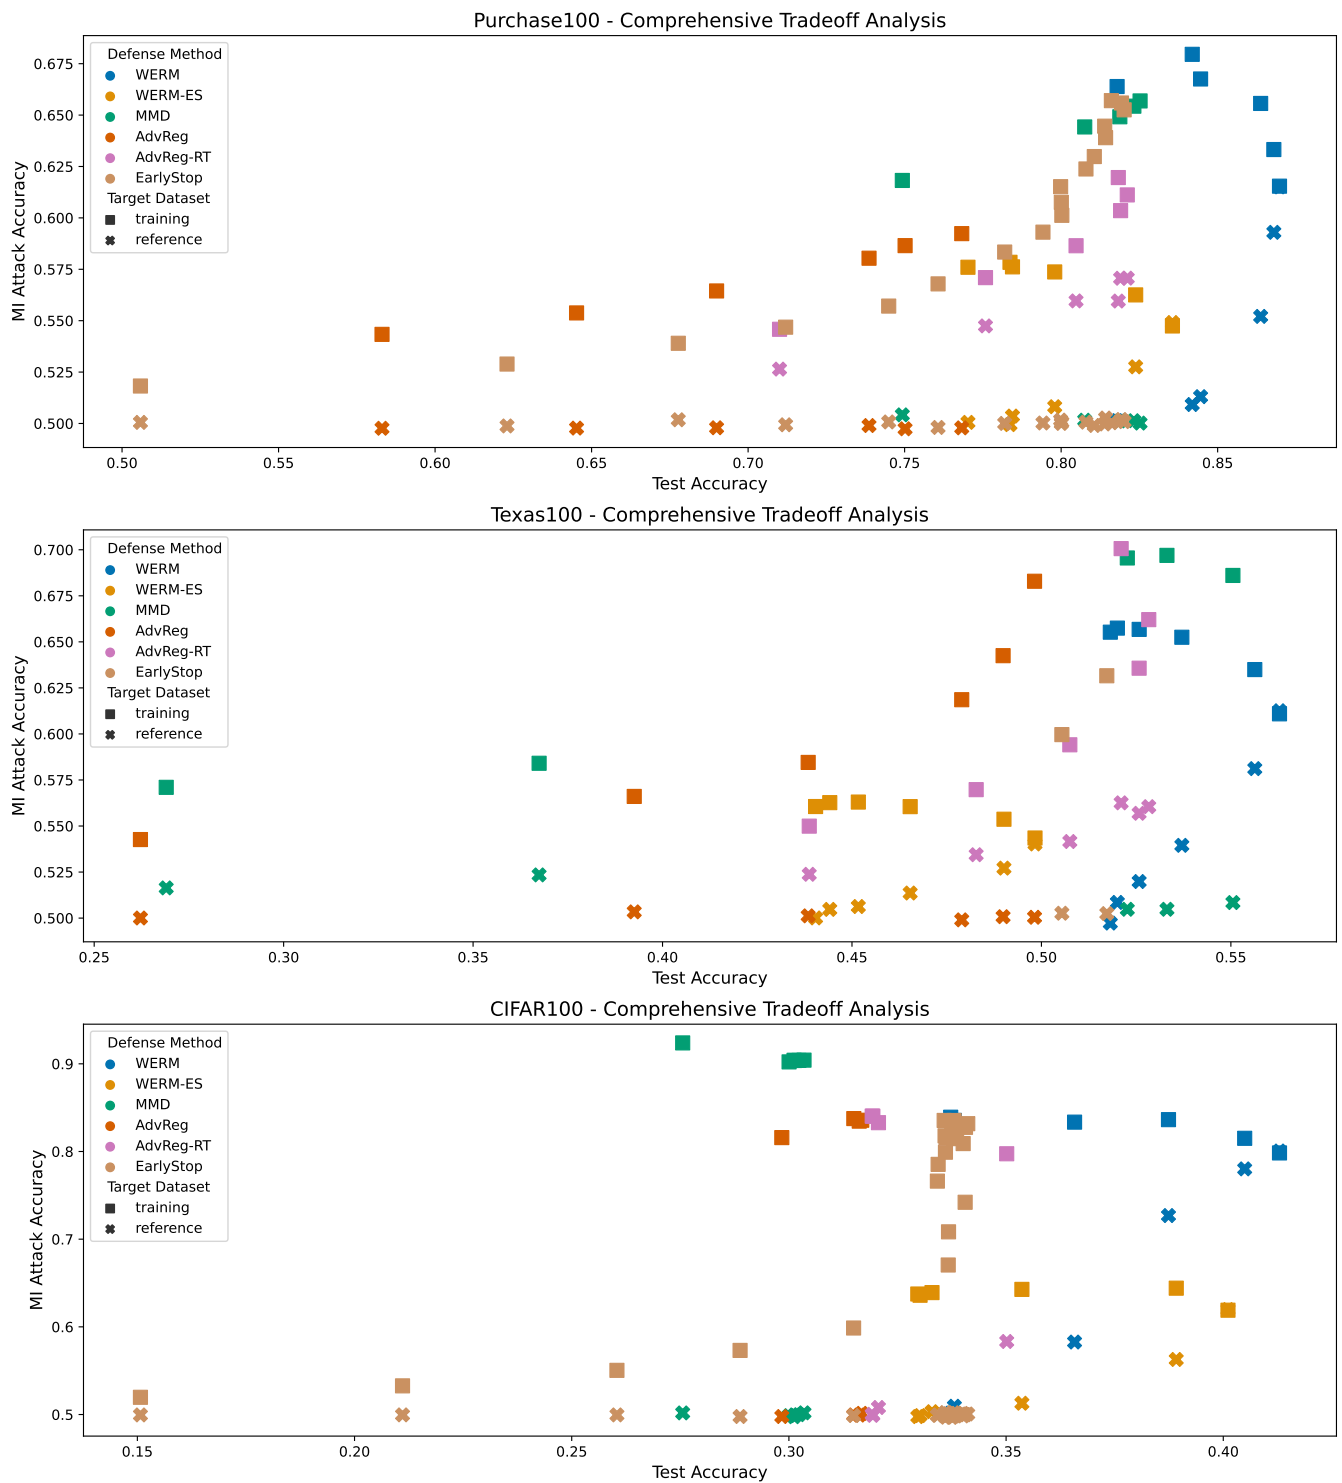 Purchase100 - Comprehensive Tradeoff Analysis
Defense Method
WERM
WERM-ES
MMD
AdvReg
AdvReg-RT
EarlyStop
Target Dataset
training
reference
MI Attack Accuracy
0.675
0.650
0.625
0.600
0.575
0.550
0.525
0.500
0.50 0.55 0.60 0.65 0.70 0.75 0.80 0.85
Test Accuracy
Texas100 - Comprehensive Tradeoff Analysis
Defense Method
WERM
WERM-ES
MMD
AdvReg
AdvReg-RT
EarlyStop
Target Dataset
training
reference
MI Attack Accuracy
0.700
0.675
0.650
0.625
0.600
0.575
0.550
0.525
0.500
0.25 0.30 0.35 0.40 0.45 0.50 0.55
Test Accuracy
CIFAR100 - Comprehensive Tradeoff Analysis
Defense Method
WERM
WERM-ES
MMD
AdvReg
AdvReg-RT
EarlyStop
Target Dataset
training
reference
MI Attack Accuracy
0.9
0.8
0.7
0.6
0.5
0.15 0.20 0.25 0.30 0.35 0.40
Test Accuracy